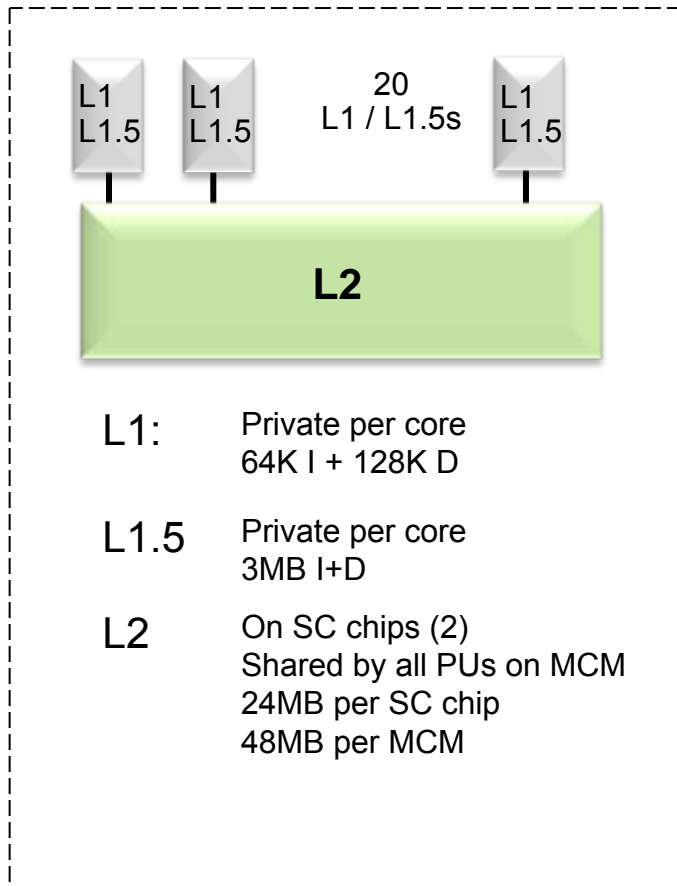 L1
L1.5
L1
L1.5
20
L1 / L1.5s
L1
L1.5
L2
L1: Private per core
64K I + 128K D
L1.5 Private per core
3MB I+D
L2 On SC chips (2)
Shared by all PUs on MCM
24MB per SC chip
48MB per MCM